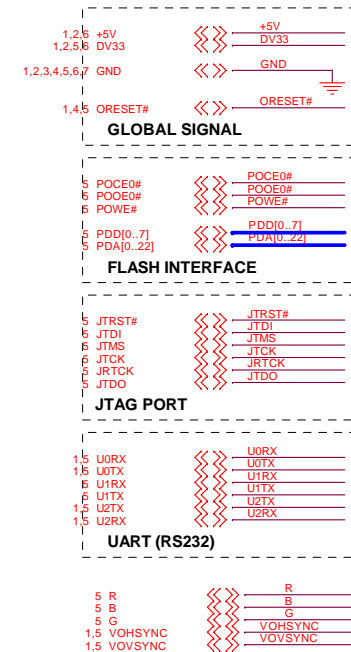 1,2,6 +5V +5V
1,2,5,6 DV33 DV33
1,2,3,4,5,6,7 GND GND
1,4,5 ORESET# ORESET#
GLOBAL SIGNAL
5 POCE0# POCE0#
5 POOE0# POOE0#
5 POWE# POWE#
5 PDD[0..7] PDD[0..7]
5 PDA[0..22] PDA[0..22]
FLASH INTERFACE
5 JTRST# JTRST#
5 JTDI JTDI
5 JTMS JTMS
5 JTCK JTCK
5 JRTCK JRTCK
5 JTDO JTDO
JTAG PORT
1,5 U0RX U0RX
1,5 U0TX U0TX
5 U1RX U1RX
5 U1TX U1TX
1,5 U2TX U2TX
1,5 U2RX U2RX
UART (RS232)
5 R R
5 B B
5 G G
1,5 VOHSYNC VOHSYNC
1,5 VOVSYNC VOVSYNC